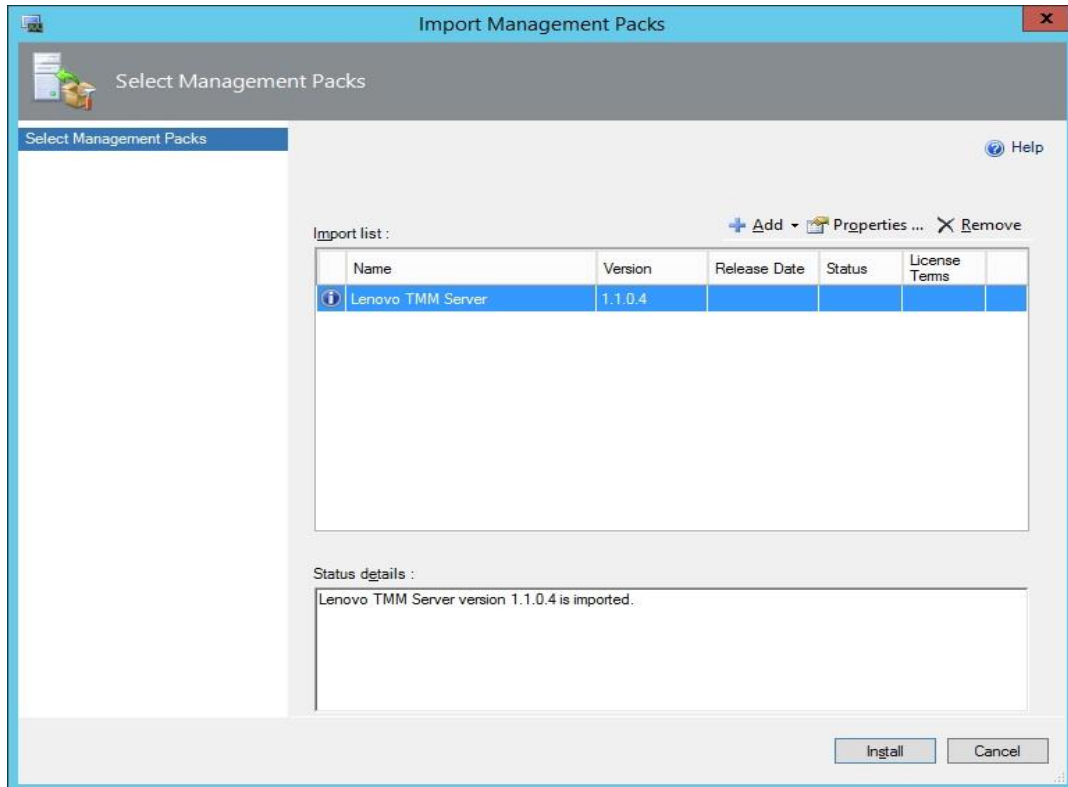 Import Management Packs
x
Select Management Packs
Select Management Packs
Help
Import list :
Add
Properties ...
Remove
Name
Version
Release Date
Status
License
Terms
Lenovo TMM Server
1.1.0.4
Status details :
Lenovo TMM Server version 1.1.0.4 is imported.
Install
Cancel